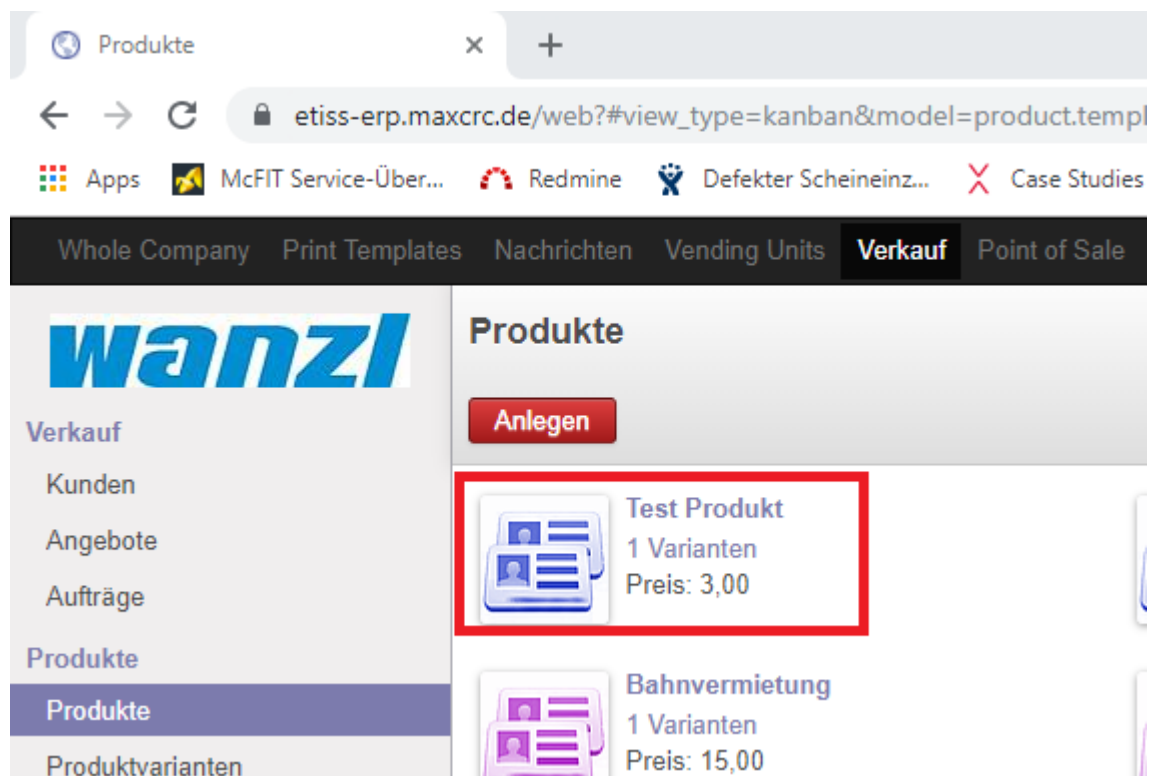 Produkte
etiss-erp.maxcrc.de/web?#view_type=kanban&model=product.templ
Apps McFIT Service-Über... Redmine Defekter Scheineinz... Case Studies
Whole Company Print Templates Nachrichten Vending Units Verkauf Point of Sale
wanzl
Verkauf
Kunden
Angebote
Aufträge
Produkte
Produkte
Produktvarianten
Produkte
Anlegen
Test Produkt
1 Varianten
Preis: 3,00
Bahnvermietung
1 Varianten
Preis: 15,00